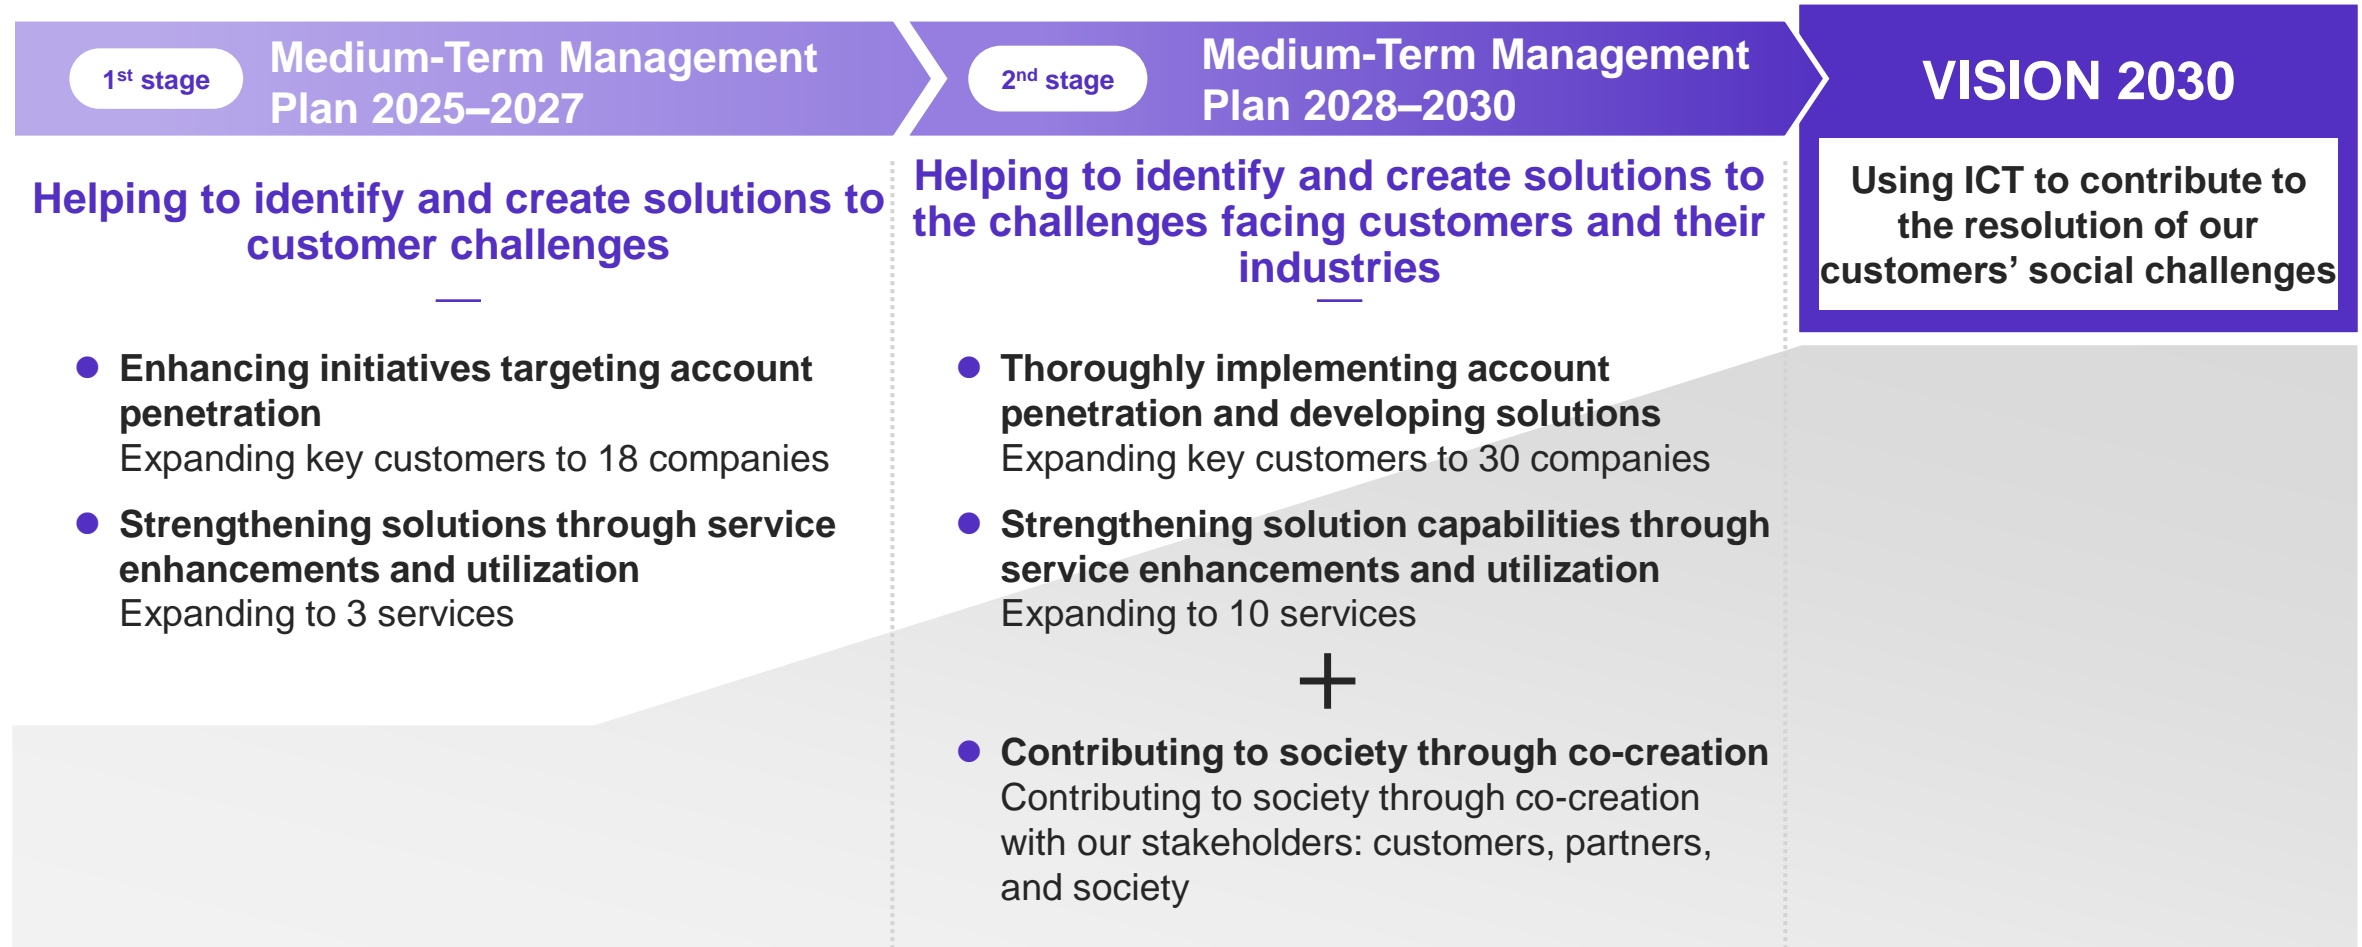 1st stage
Medium-Term Management
Plan 2025–2027
Helping to identify and create solutions to
customer challenges
● Enhancing initiatives targeting account
penetration
Expanding key customers to 18 companies
● Strengthening solutions through service
enhancements and utilization
Expanding to 3 services
2nd stage
Medium-Term Management
Plan 2028–2030
Helping to identify and create solutions to
the challenges facing customers and their
industries
● Thoroughly implementing account
penetration and developing solutions
Expanding key customers to 30 companies
● Strengthening solution capabilities through
service enhancements and utilization
Expanding to 10 services
+
● Contributing to society through co-creation
Contributing to society through co-creation
with our stakeholders: customers, partners,
and society
VISION 2030
Using ICT to contribute to
the resolution of our
customers’ social challenges